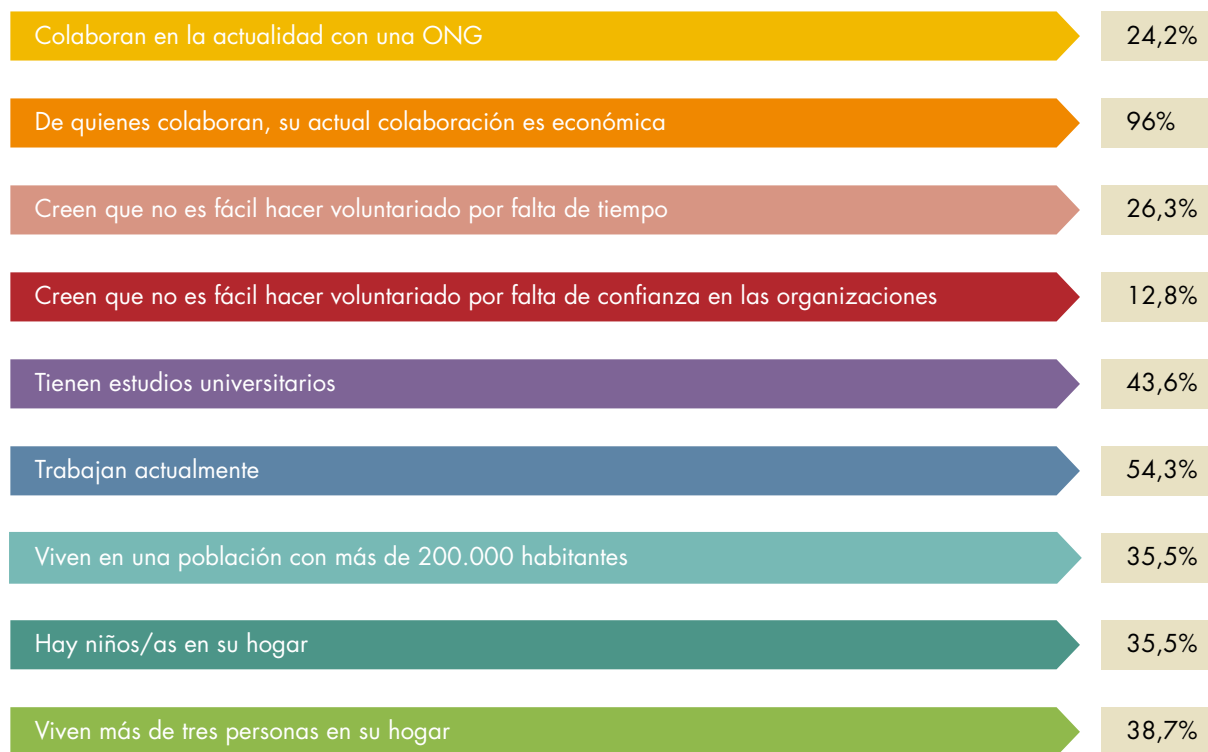 Colaboran en la actualidad con una ONG 24,2%
De quienes colaboran, su actual colaboración es económica 96%
Creen que no es fácil hacer voluntariado por falta de tiempo 26,3%
Creen que no es fácil hacer voluntariado por falta de confianza en las organizaciones 12,8%
Tienen estudios universitarios 43,6%
Trabajan actualmente 54,3%
Viven en una población con más de 200.000 habitantes 35,5%
Hay niños/as en su hogar 35,5%
Viven más de tres personas en su hogar 38,7%